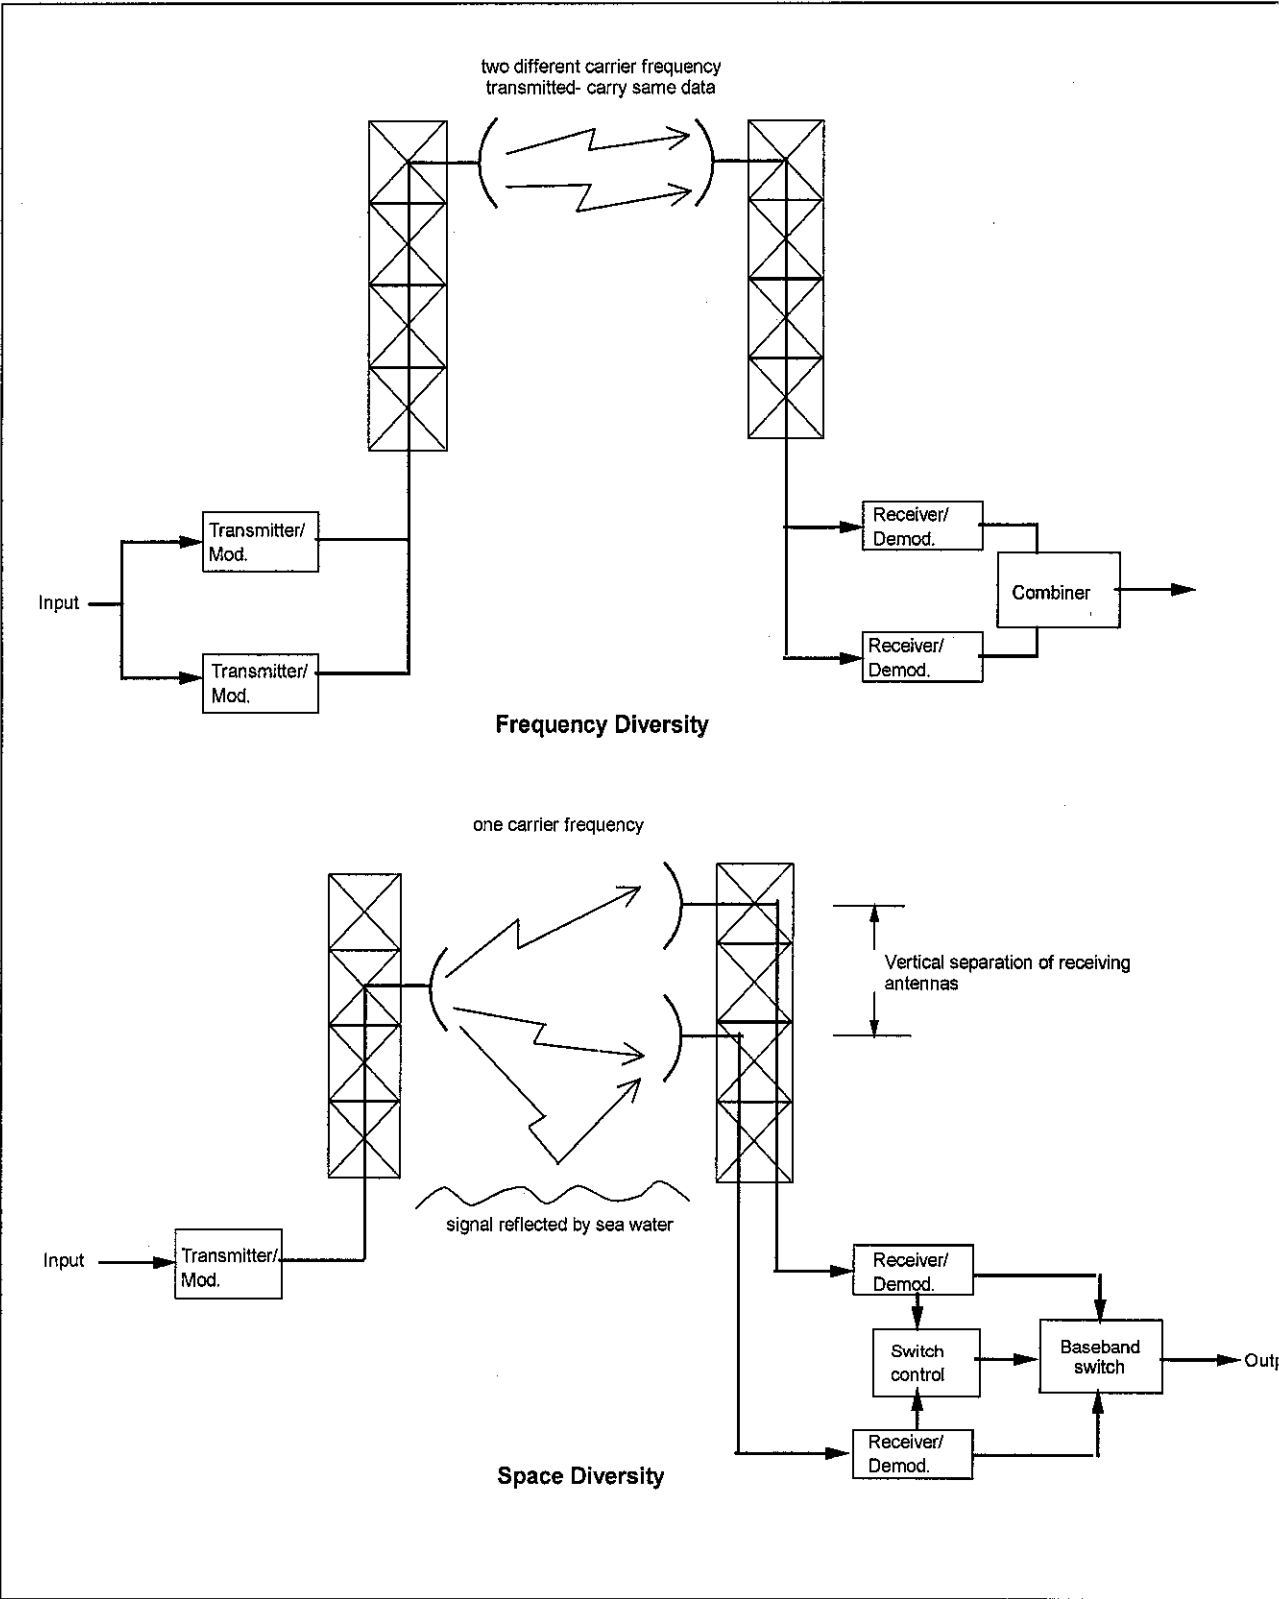 two different carrier frequency
transmitted- carry same data
Transmitter/
Mod.
Receiver/
Demod.
Input
Combiner
Transmitter/
Mod.
Receiver/
Demod.
Frequency Diversity
one carrier frequency
Vertical separation of receiving
antennas
signal reflected by sea water
Input
Transmitter/
Mod.
Receiver/
Demod.
Switch
control
Baseband
switch
Receiver/
Demod.
Space Diversity